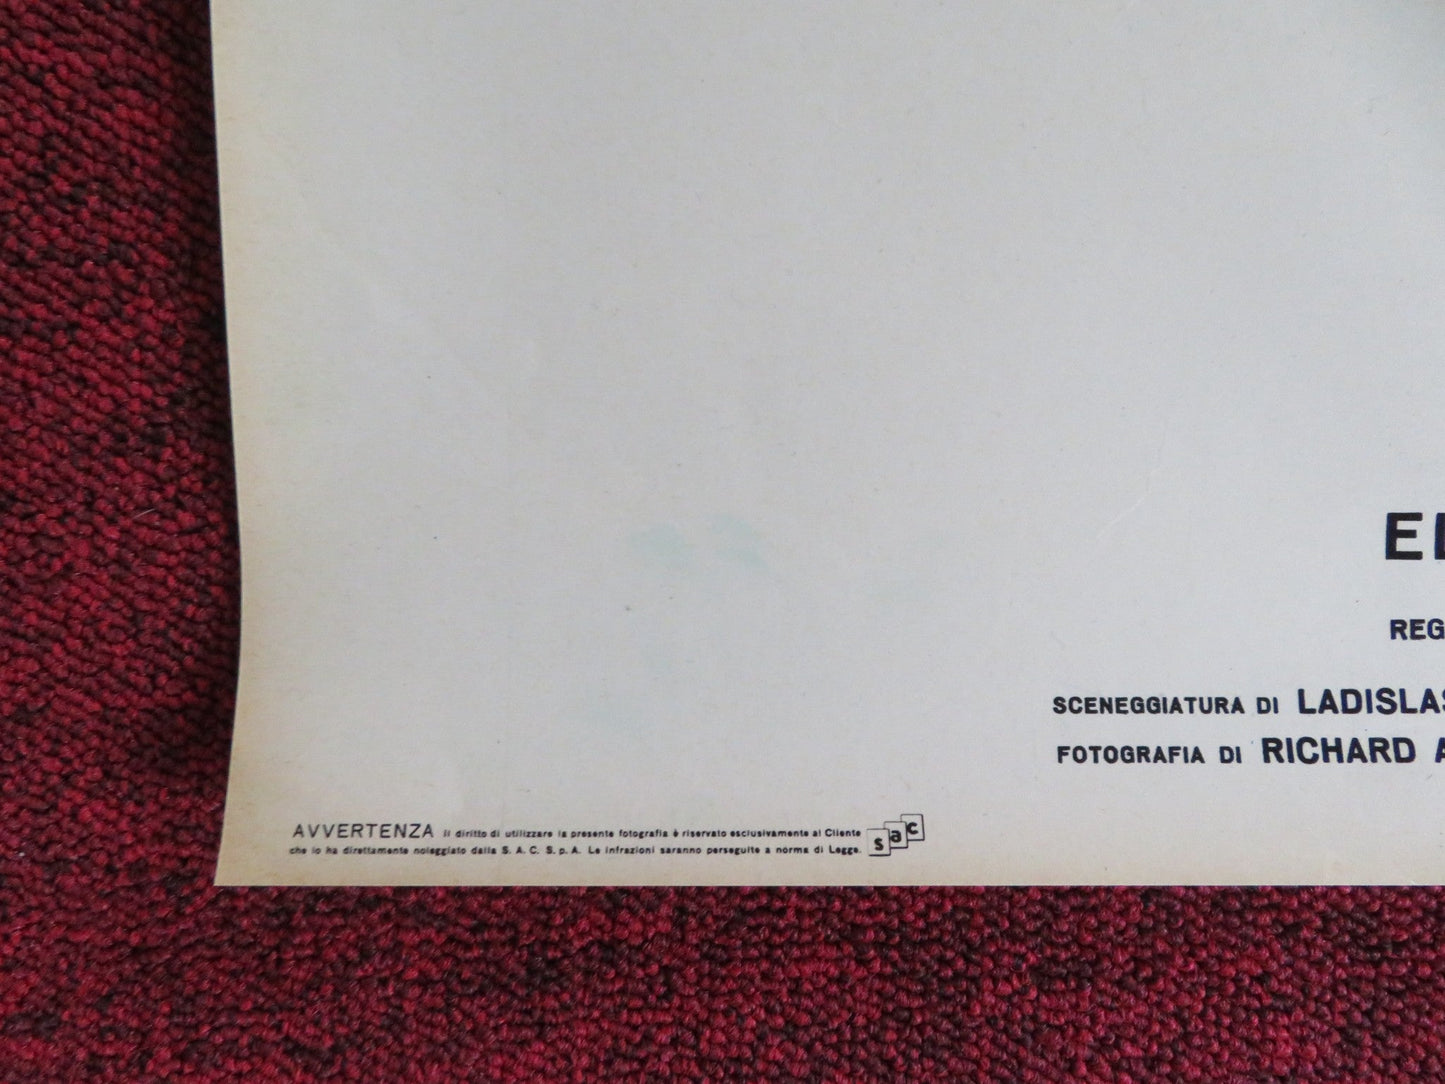 E
REG
SCENEGGIATURA DI LADISLAS
FOTOGRAFIA DI RICHARD A
AVVERTENZA Il diritto di utilizzare la presente fotografia è riservato esclusivamente al Cliente
che lo ha direttamente noleggiato dalla S. A. C. S. p. A. Le infrazioni saranno perseguite a norma di Legge.
sac